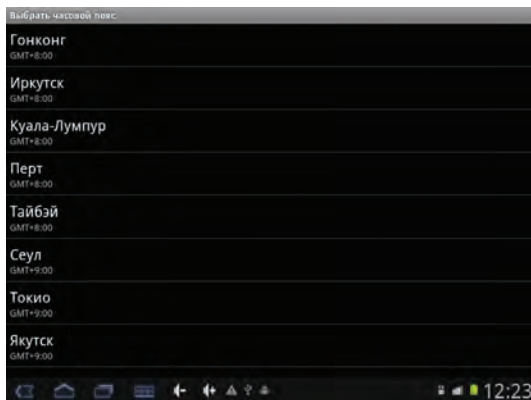 Выбрать часовой пояс
Гонконг
GMT+8:00
Иркутск
GMT+8:00
Куала-Лумпур
GMT+8:00
Перт
GMT+8:00
Тайбэй
GMT+8:00
Сеул
GMT+9:00
Токио
GMT+9:00
Якутск
GMT+9:00
12:23